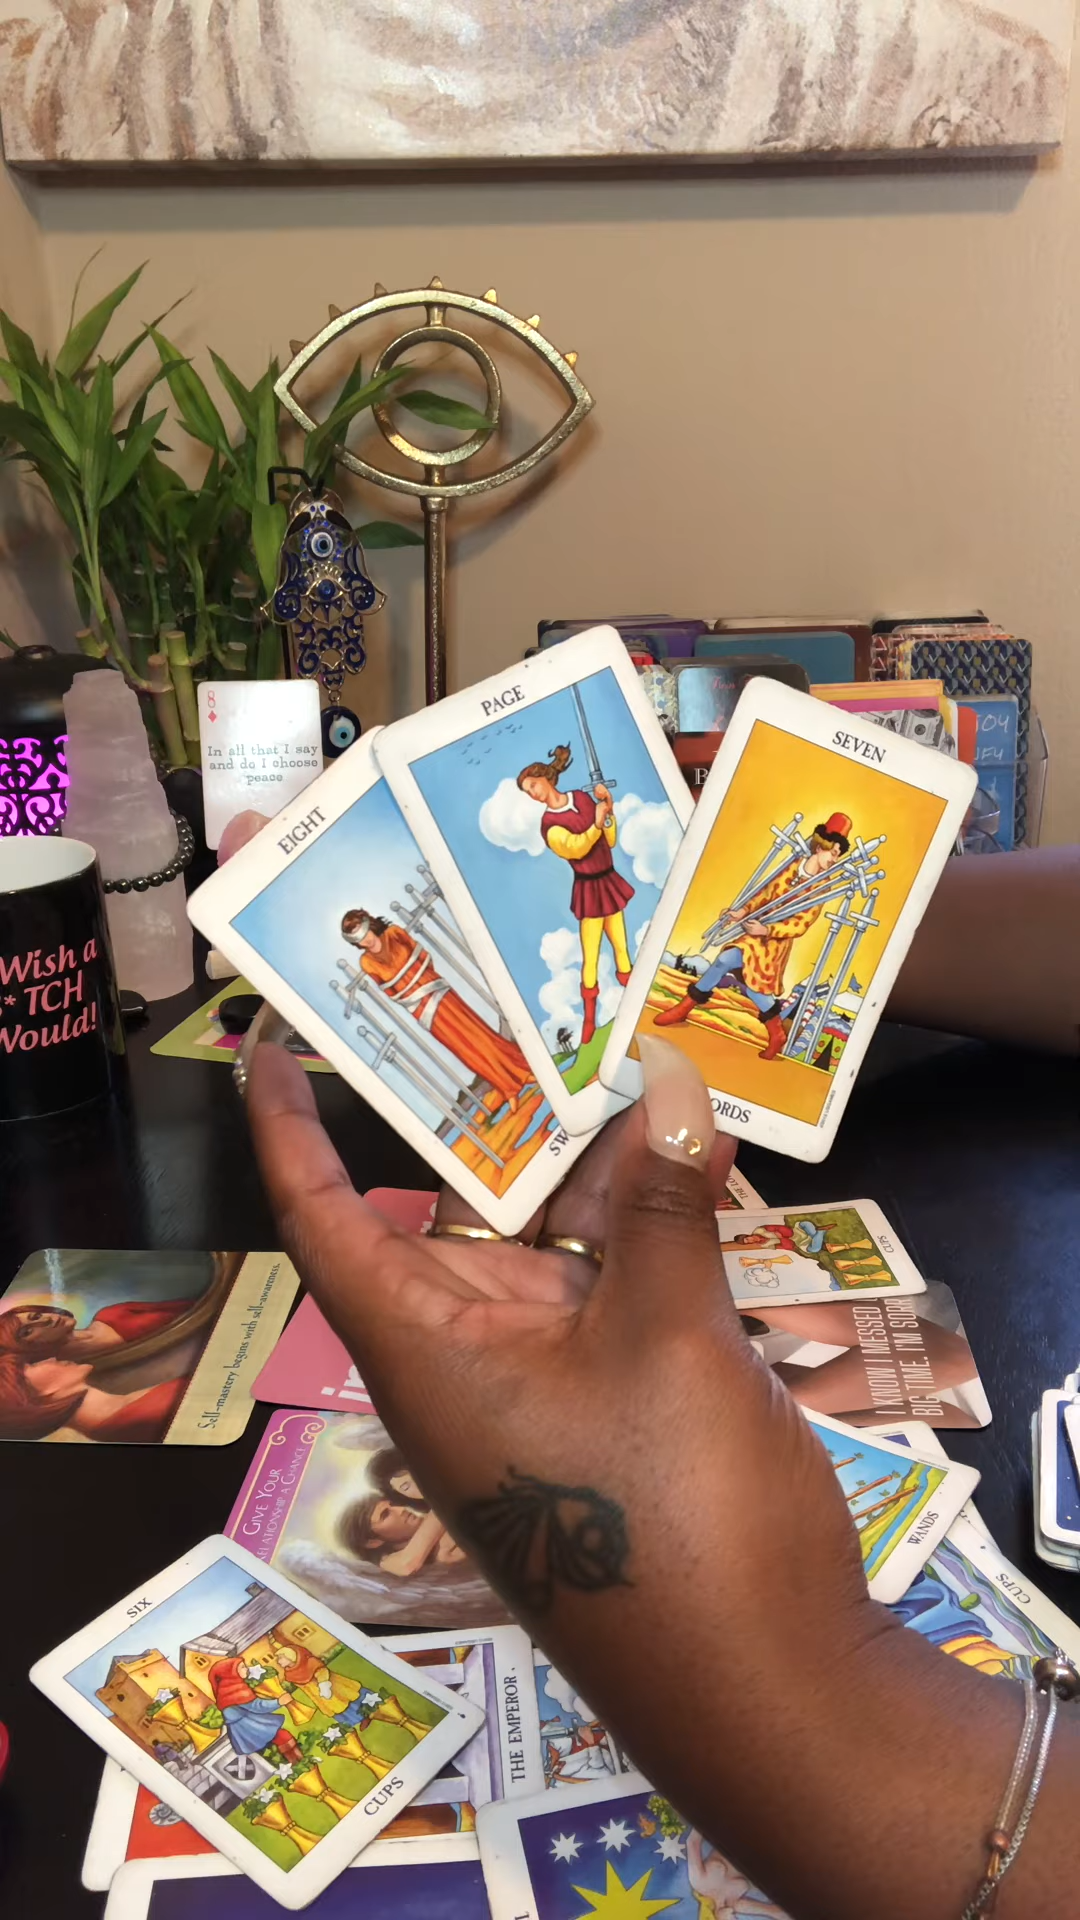 8
In all that I say
and do I choose
peace
PAGE
SEVEN
EIGHT
Wish a
TCH
Would!
JOY
ORDS
SW
CUPS
Self-mastery begins with self-awareness.
I KNOW I MESSED
BIG TIME. I'M SORR
GIVE YOUR
RELATIONSHIP A CHANCE
WANDS
CUPS
SIX
CUPS
THE EMPEROR.